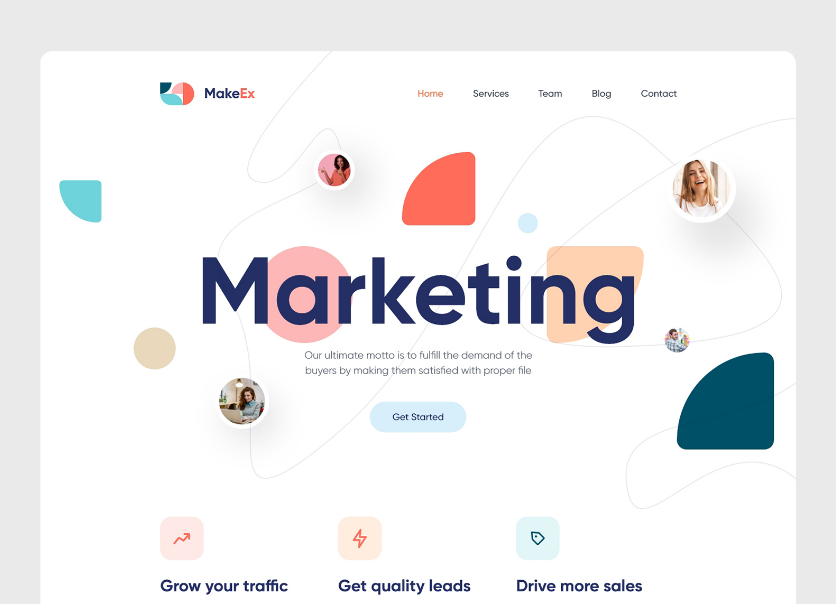 MakeEx
Home Services Team Blog Contact
Marketing
Our ultimate motto is to fulfill the demand of the
buyers by making them satisfied with proper file
Get Started
Grow your traffic Get quality leads Drive more sales